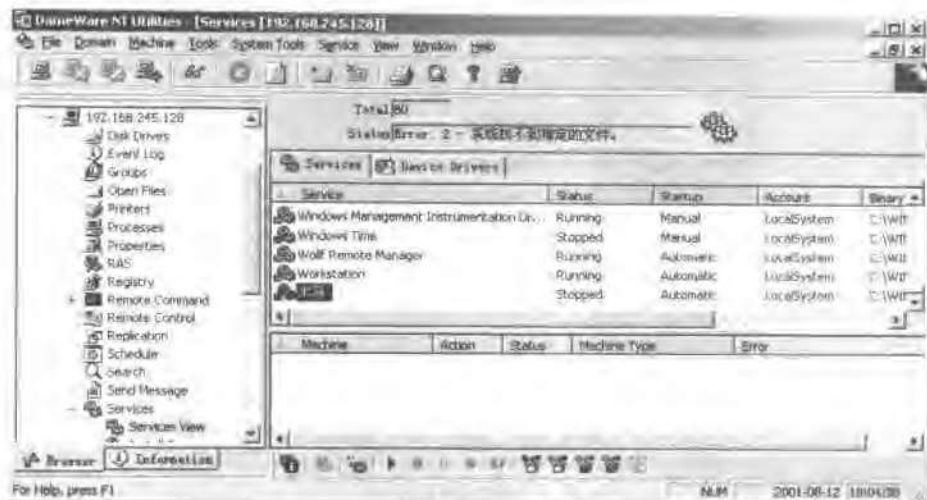 DameWare NT Utilities - [Services [192.168.245.128]]
File Domain Machine Tools System Tools Service View Window Help
192.168.245.128
Disk Drives
Event Log
Groups
Open Files
Printers
Processes
Properties
RAS
Registry
Remote Command
Remote Control
Replication
Schedule
Search
Send Message
Services
Services View
Browser Information
Total 80
Status Error: 2 - 系统找不到指定的文件。
Services Device Drivers
Service Status Startup Account Binary
Windows Management Instrumentation Dr... Running Manual LocalSystem C:\WIN
Windows Time Stopped Manual LocalSystem C:\WIN
Wolff Remote Manager Running Automatic LocalSystem C:\WIN
Workstation Running Automatic LocalSystem C:\WIN
Stopped Automatic LocalSystem C:\WIN
Machine Action Status Machine Type Error
For Help, press F1
NUM 2001-08-12